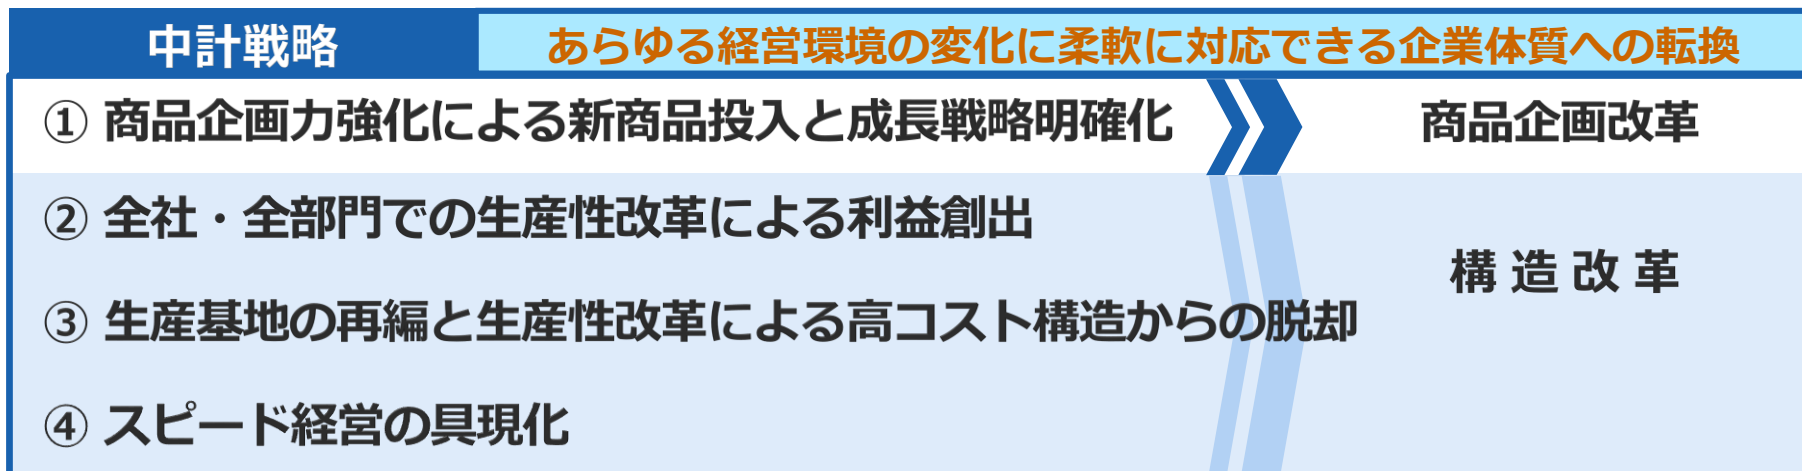 中計戦略
あらゆる経営環境の変化に柔軟に対応できる企業体質への転換
① 商品企画力強化による新商品投入と成長戦略明確化
商品企画改革
② 全社・全部門での生産性改革による利益創出
構造改革
③ 生産基地の再編と生産性改革による高コスト構造からの脱却
④ スピード経営の具現化